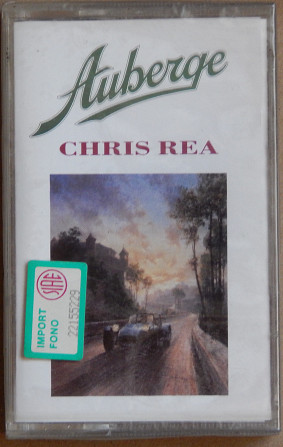 Auberge
CHRIS REA
SIAE
IMPORT
FONO
22155229